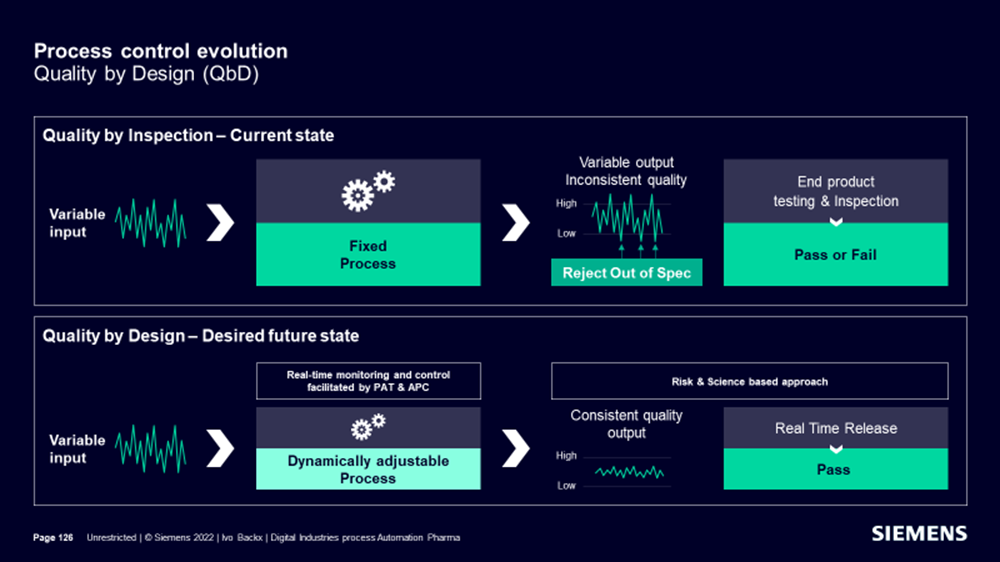 Process control evolution
Quality by Design (QbD)
Quality by Inspection – Current state
Variable
input
Fixed
Process
Variable output
Inconsistent quality
High
Low
Reject Out of Spec
End product
testing & Inspection
Pass or Fail
Quality by Design – Desired future state
Real-time monitoring and control
facilitated by PAT & APC
Risk & Science based approach
Variable
input
Dynamically adjustable
Process
Consistent quality
output
High
Low
Real Time Release
Pass
Page 126 Unrestricted | © Siemens 2022 | Ivo Backx | Digital Industries process Automation Pharma
SIEMENS